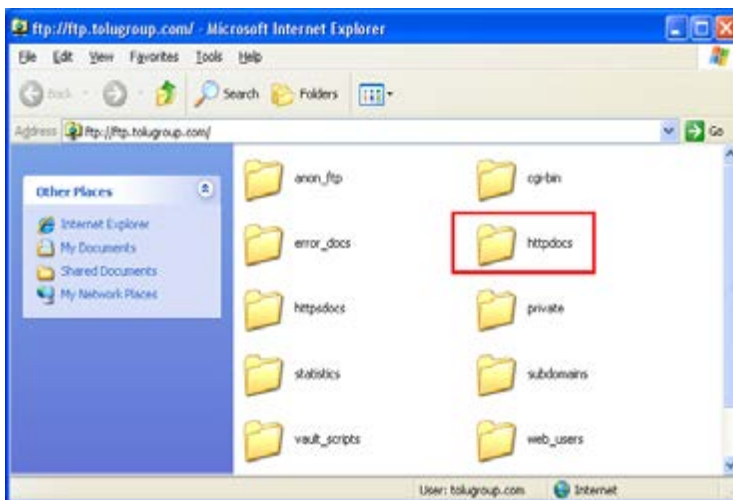 ftp://ftp.tolugroup.com/ - Microsoft Internet Explorer
File Edit View Favorites Tools Help
Back Search Folders
Address ftp://ftp.tolugroup.com/ Go
Other Places
Internet Explorer
My Documents
Shared Documents
My Network Places
anon_ftp cgi-bin
error_docs httpdocs
httpsdocs private
statistics subdomains
vault_scripts web_users
User: tolugroup.com Internet